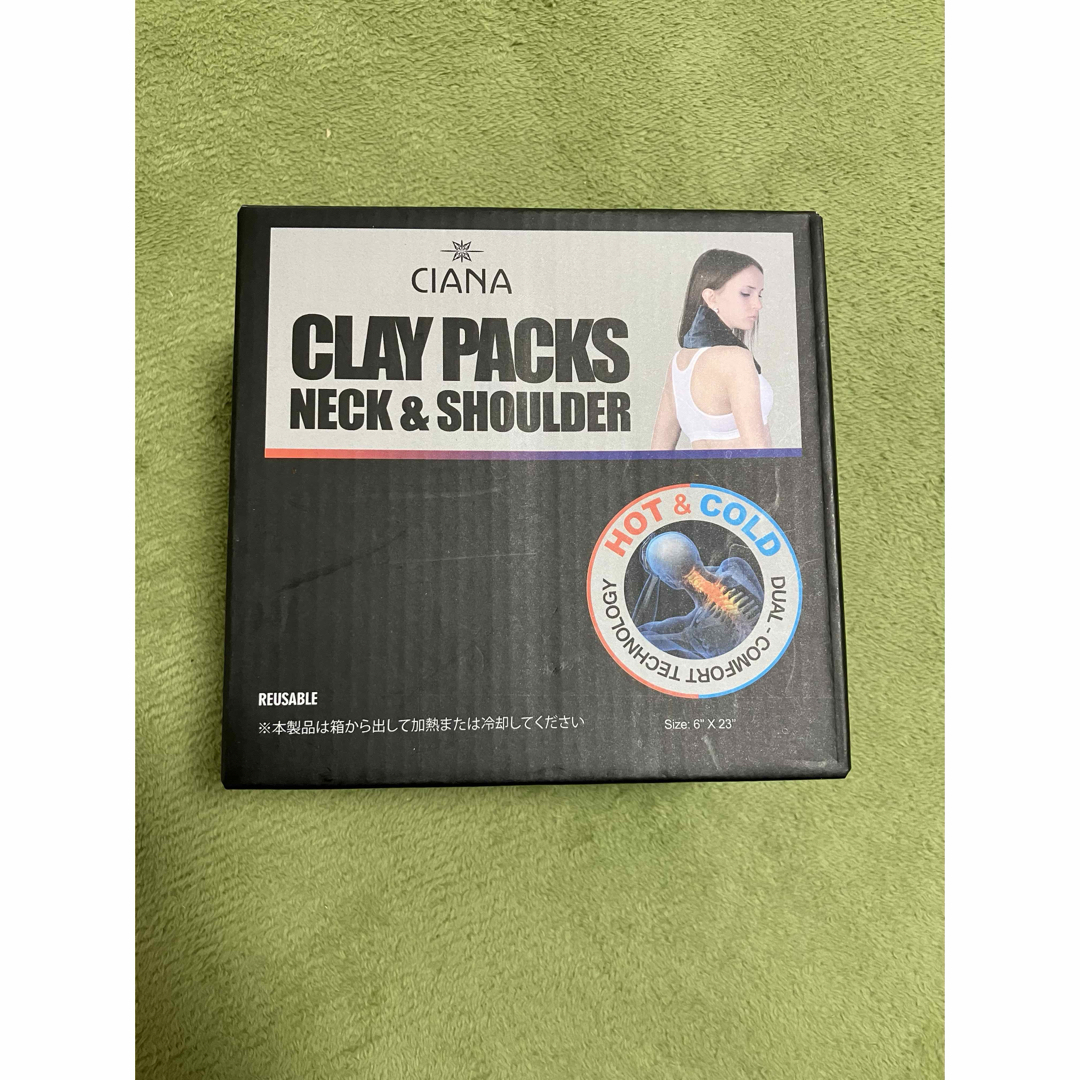 CIANA
CLAY PACKS
NECK & SHOULDER
HOT & COLD
DUAL - COMFORT TECHNOLOGY
REUSABLE
※本製品は箱から出して加熱または冷却してください
Size: 6" X 23"